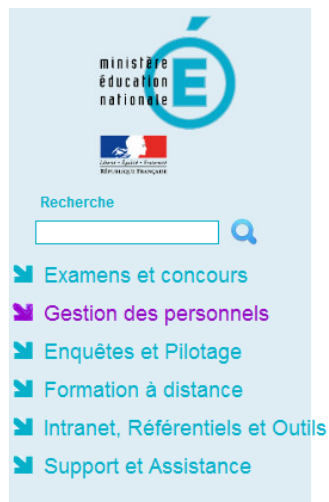 ministère
éducation
nationale
É
Liberté • Égalité • Fraternité
RÉPUBLIQUE FRANÇAISE
Recherche
Examens et concours
Gestion des personnels
Enquêtes et Pilotage
Formation à distance
Intranet, Référentiels et Outils
Support et Assistance